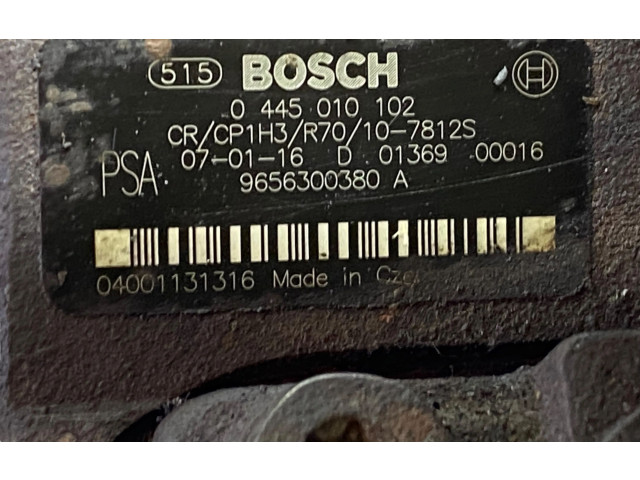 515 BOSCH
0 445 010 102
CR/CP1H3/R70/10-7812S
PSA: 07-01-16 D 01369 00016
9656300380 A
1
04001131316 Made in